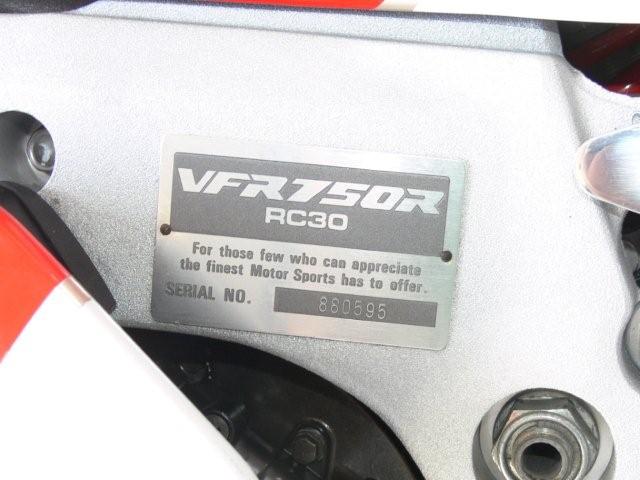 VFR750R
RC30
For those few who can appreciate
the finest Motor Sports has to offer.
SERIAL NO. 880595